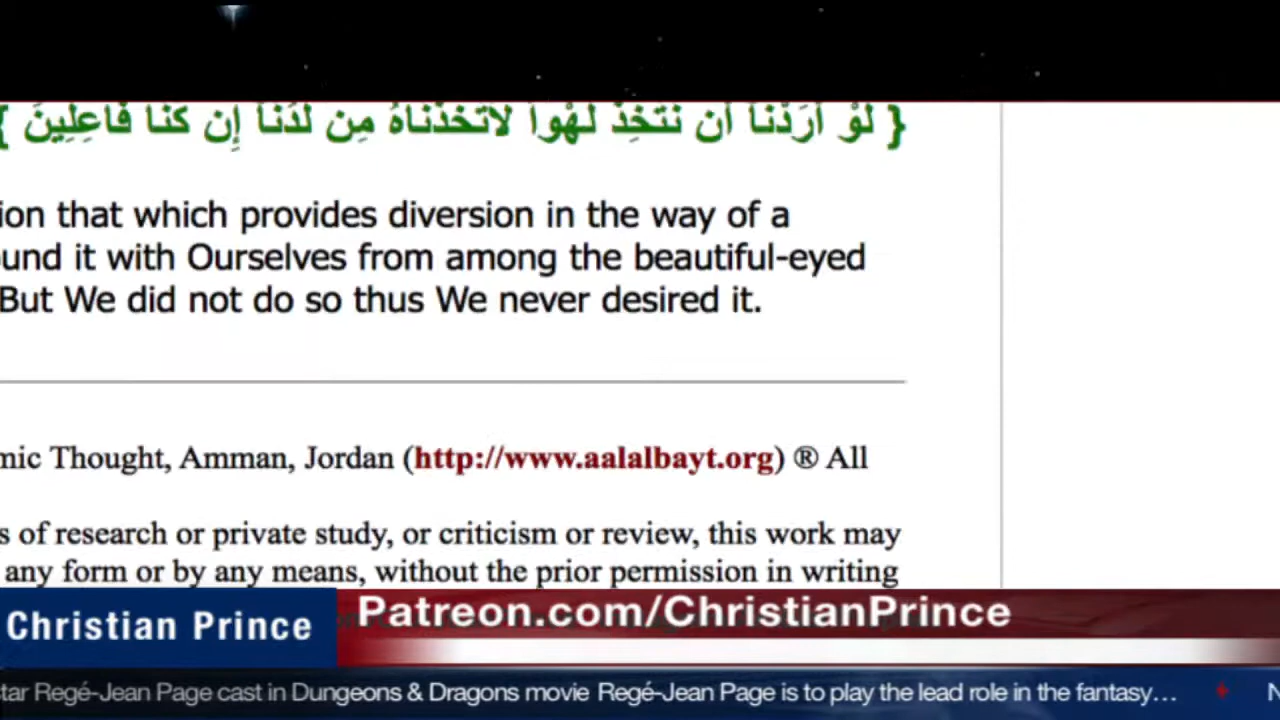 { لَوْ أَرَدْنَآ أَن نَّتَّخِذَ لَهْواً لاَّتَّخَذْنَاهُ مِن لَّدُنَّآ إِن كُنَّا فَاعِلِينَ }
ion that which provides diversion in the way of a
und it with Ourselves from among the beautiful-eyed
But We did not do so thus We never desired it.
mic Thought, Amman, Jordan (http://www.aalalbayt.org) ® All
s of research or private study, or criticism or review, this work may
any form or by any means, without the prior permission in writing
Christian Prince
Patreon.com/ChristianPrince
tar Regé-Jean Page cast in Dungeons & Dragons movie Regé-Jean Page is to play the lead role in the fantasy… N